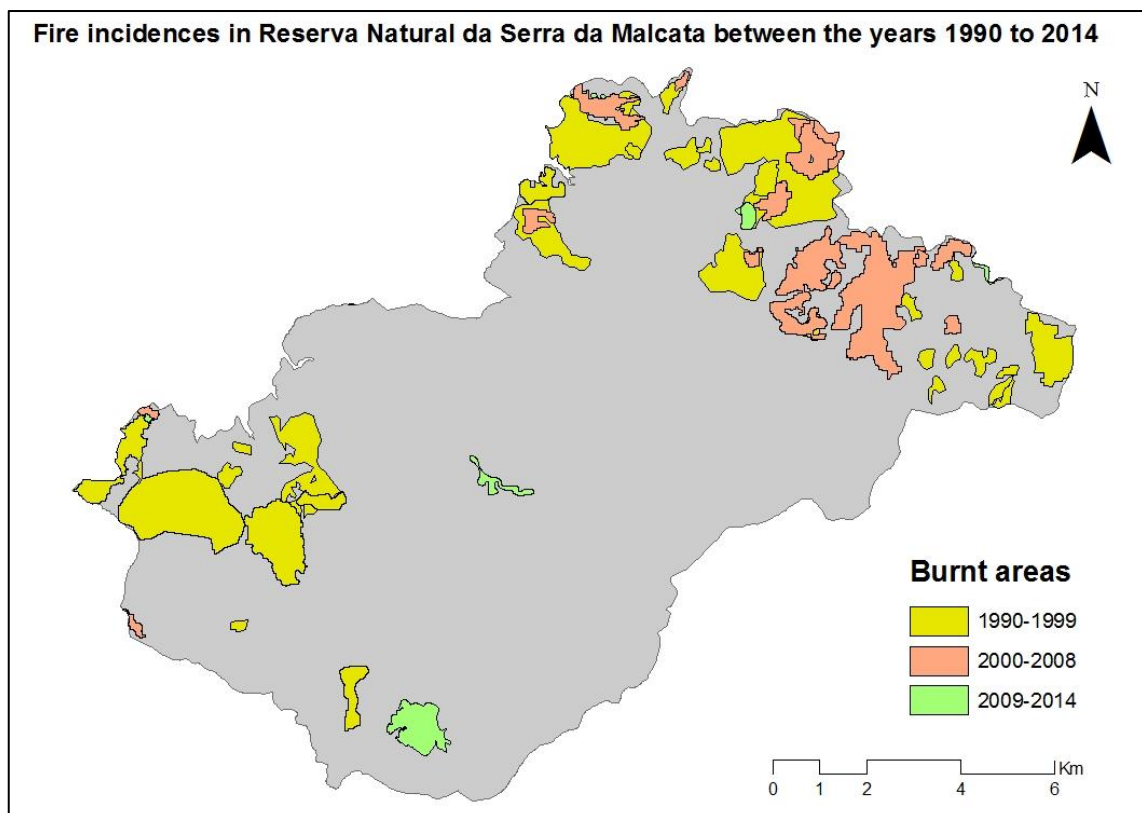 Fire incidences in Reserva Natural da Serra da Malcata between the years 1990 to 2014
N
Burnt areas
1990-1999
2000-2008
2009-2014
Km
0 1 2 4 6